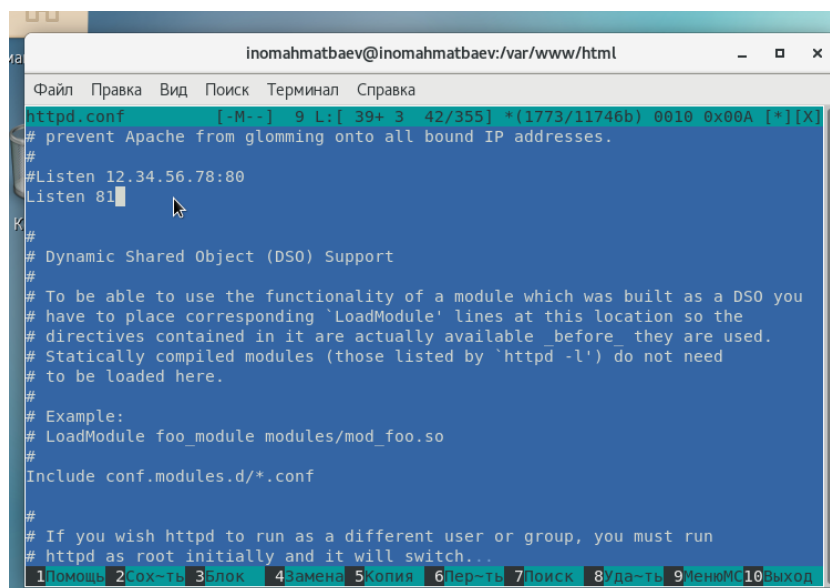 inomahmatbaev@inomahmatbaev:/var/www/html
Файл Правка Вид Поиск Терминал Справка
httpd.conf [-M--] 9 L:[ 39+ 3 42/355] *(1773/11746b) 0010 0x00A [*][X]
# prevent Apache from glomming onto all bound IP addresses.
#
#Listen 12.34.56.78:80
Listen 81
#
# Dynamic Shared Object (DSO) Support
#
# To be able to use the functionality of a module which was built as a DSO you
# have to place corresponding `LoadModule' lines at this location so the
# directives contained in it are actually available _before_ they are used.
# Statically compiled modules (those listed by `httpd -l') do not need
# to be loaded here.
#
# Example:
# LoadModule foo_module modules/mod_foo.so
#
Include conf.modules.d/*.conf
#
# If you wish httpd to run as a different user or group, you must run
# httpd as root initially and it will switch...
1Помощь 2Сох~ть 3Блок 4Замена 5Копия 6Пер~ть 7Поиск 8Уда~ть 9МенюMC 10Выход